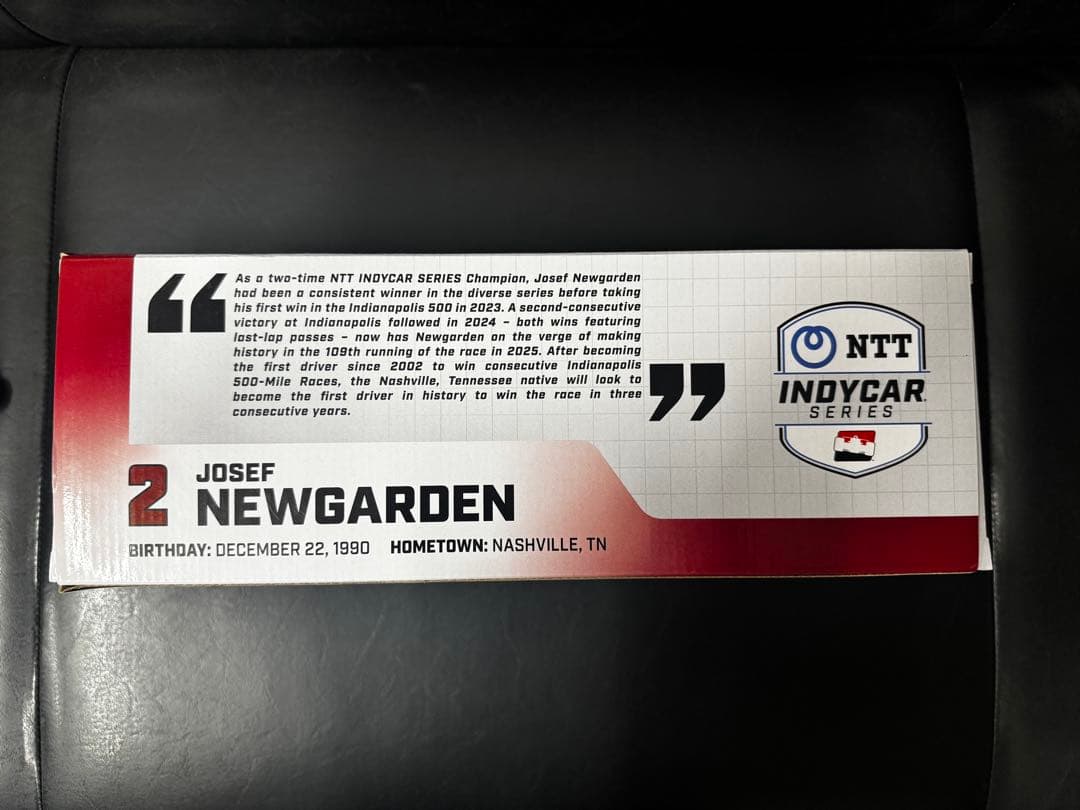 As a two-time NTT INDYCAR SERIES Champion, Josef Newgarden
had been a consistent winner in the diverse series before taking
his first win in the Indianapolis 500 in 2023. A second-consecutive
victory at Indianapolis followed in 2024 – both wins featuring
last-lap passes – now has Newgarden on the verge of making
history in the 109th running of the race in 2025. After becoming
the first driver since 2002 to win consecutive Indianapolis
500-Mile Races, the Nashville, Tennessee native will look to
become the first driver in history to win the race in three
consecutive years.
NTT
INDYCAR
SERIES
2
JOSEF
NEWGARDEN
BIRTHDAY: DECEMBER 22, 1990 HOMETOWN: NASHVILLE, TN